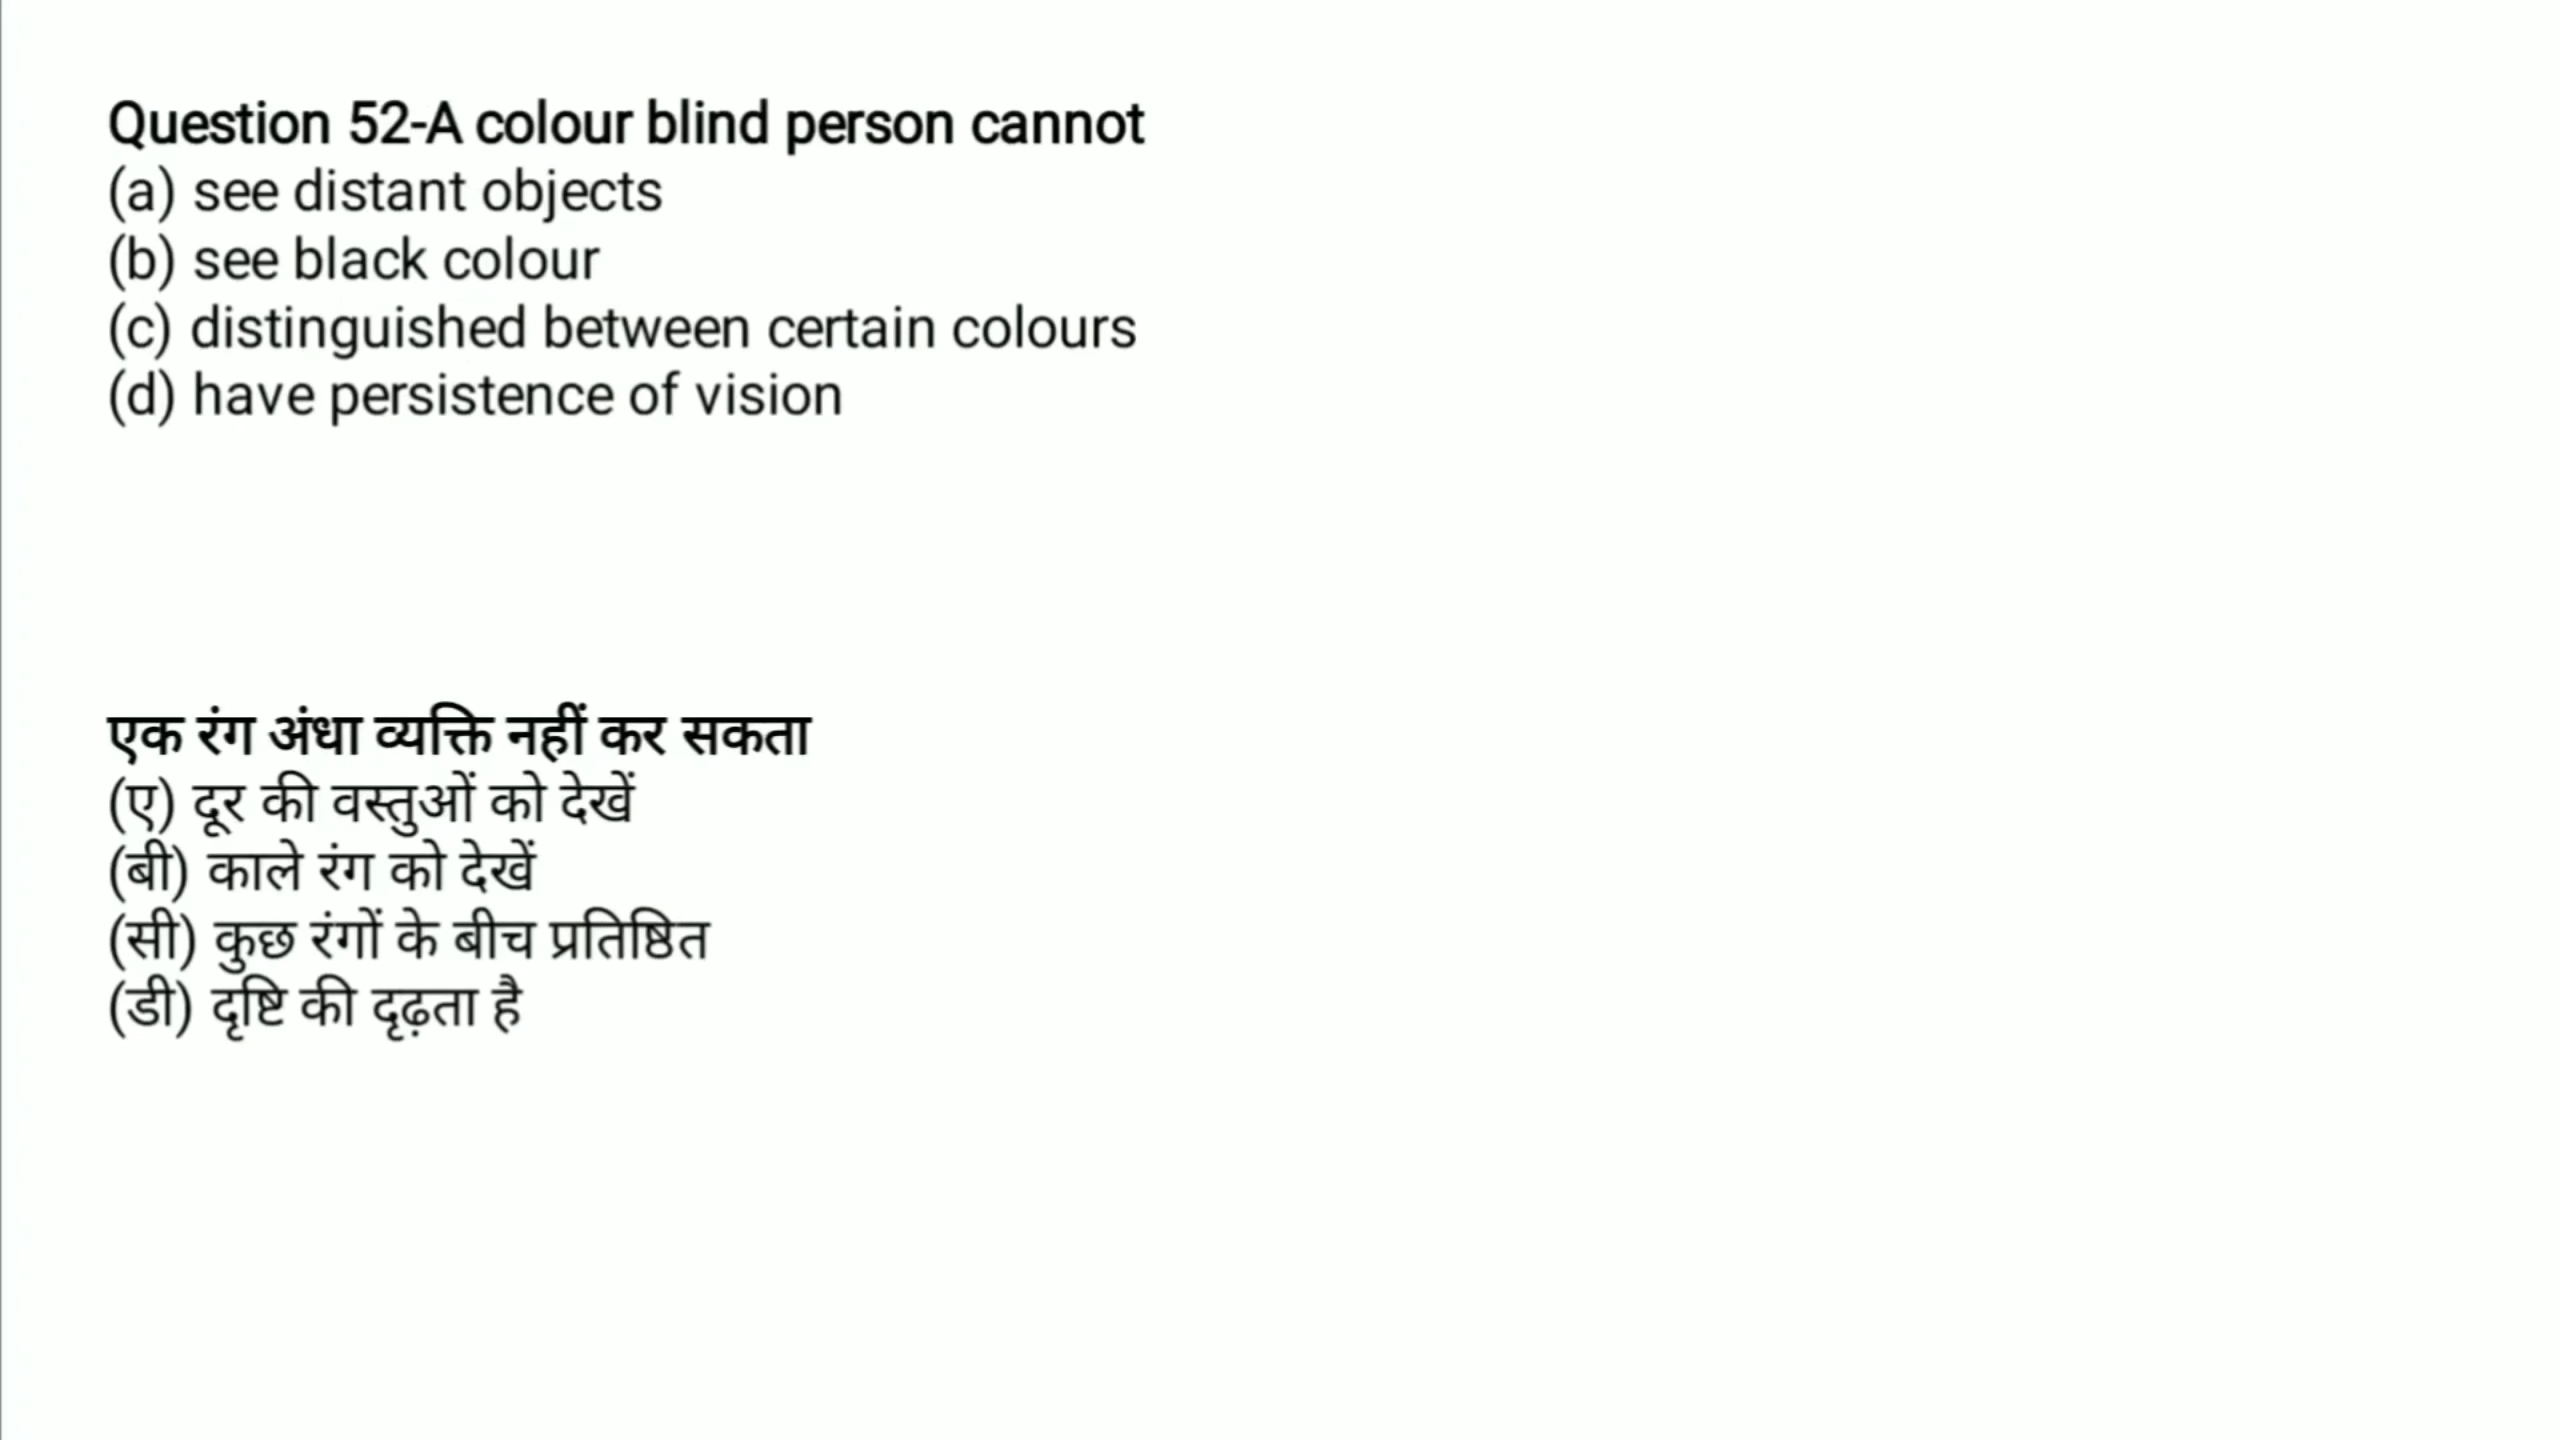 Question 52-A colour blind person cannot
(a) see distant objects
(b) see black colour
(c) distinguished between certain colours
(d) have persistence of vision
एक रंग अंधा व्यक्ति नहीं कर सकता
(ए) दूर की वस्तुओं को देखें
(बी) काले रंग को देखें
(सी) कुछ रंगों के बीच प्रतिष्ठित
(डी) दृष्टि की दृढ़ता है